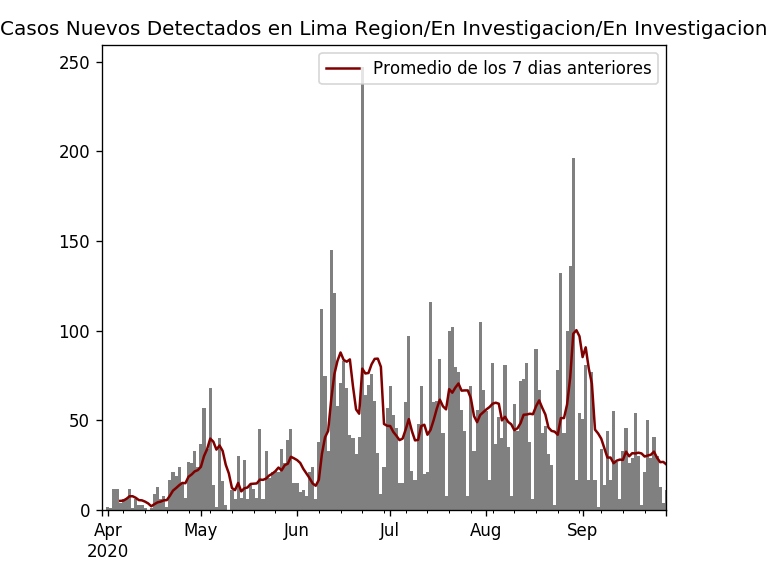 Casos Nuevos Detectados en Lima Region/En Investigacion/En Investigacion
Promedio de los 7 dias anteriores
250
200
150
100
50
0
Apr May Jun Jul Aug Sep
2020